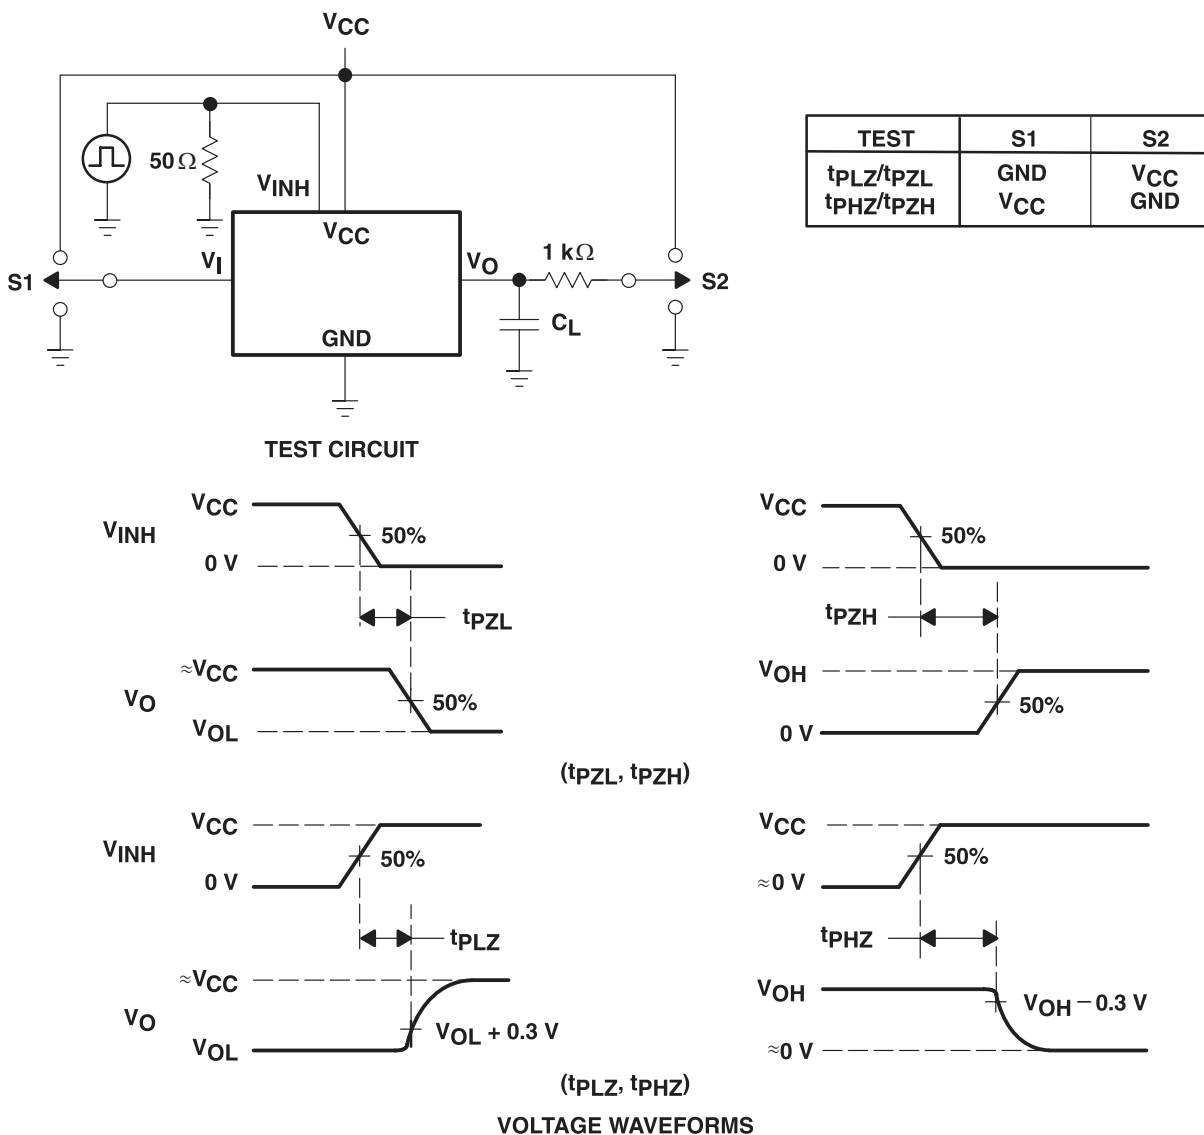 VCC
50 Ω
VINH
VCC
VI
VO
1 kΩ
S1
S2
CL
GND
TEST S1 S2
tPLZ/tPZL GND VCC
tPHZ/tPZH VCC GND
TEST CIRCUIT
VINH
VCC
50%
0 V
tPZL
VO
≈VCC
50%
VOL
VCC
50%
0 V
tPZH
VOH
50%
0 V
(tPZL, tPZH)
VINH
VCC
50%
0 V
tPLZ
VO
≈VCC
VOL + 0.3 V
VOL
VCC
50%
≈0 V
tPHZ
VOH
VOH − 0.3 V
≈0 V
(tPLZ, tPHZ)
VOLTAGE WAVEFORMS